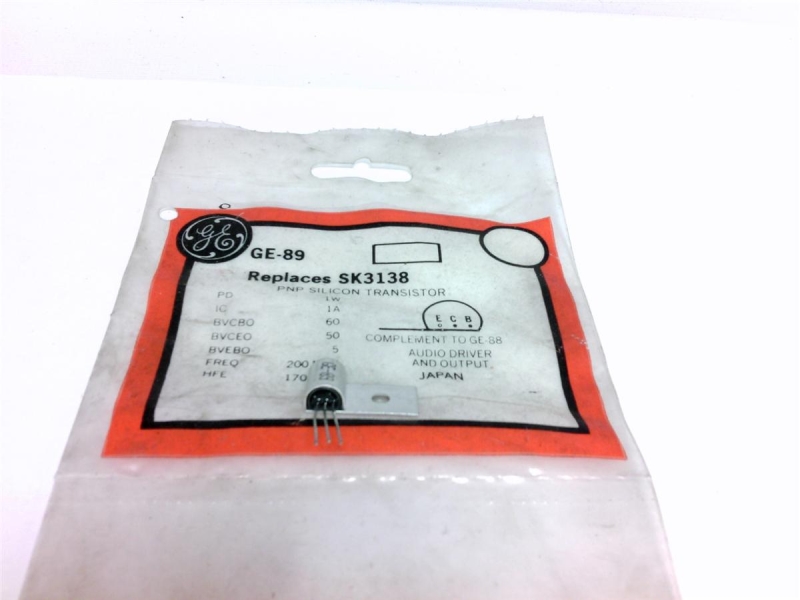 GE
GE-89
Replaces SK3138
PNP SILICON TRANSISTOR
PD 1W
IC 1A
BVCBO 60
BVCEO 50
BVEBO 5
FREQ 200
HFE 170
E C B
COMPLEMENT TO GE-88
AUDIO DRIVER
AND OUTPUT
JAPAN